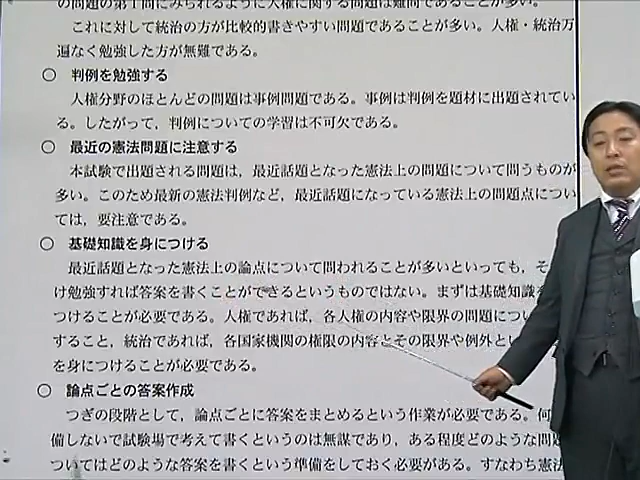 の問題の第1問にみられるように人権に関する問題は難問であることが多い。
これに対して統治の方が比較的書きやすい問題であることが多い。人権・統治万
遍なく勉強した方が無難である。
○ 判例を勉強する
人権分野のほとんどの問題は事例問題である。事例は判例を題材に出題されてい
る。したがって，判例についての学習は不可欠である。
○ 最近の憲法問題に注意する
本試験で出題される問題は，最近話題となった憲法上の問題について問うものが
多い。このため最新の憲法判例など，最近話題になっている憲法上の問題点につい
ては，要注意である。
○ 基礎知識を身につける
最近話題となった憲法上の論点について問われることが多いといっても，そ
け勉強すれば答案を書くことができるというものではない。まずは基礎知識を
つけることが必要である。人権であれば，各人権の内容や限界の問題につい
すること，統治であれば，各国家機関の権限の内容とその限界や例外とい
を身につけることが必要である。
○ 論点ごとの答案作成
つぎの段階として，論点ごとに答案をまとめるという作業が必要である。何
備しないで試験場で考えて書くというのは無謀であり，ある程度どのような問題
ついてはどのような答案を書くという準備をしておく必要がある。すなわち憲法